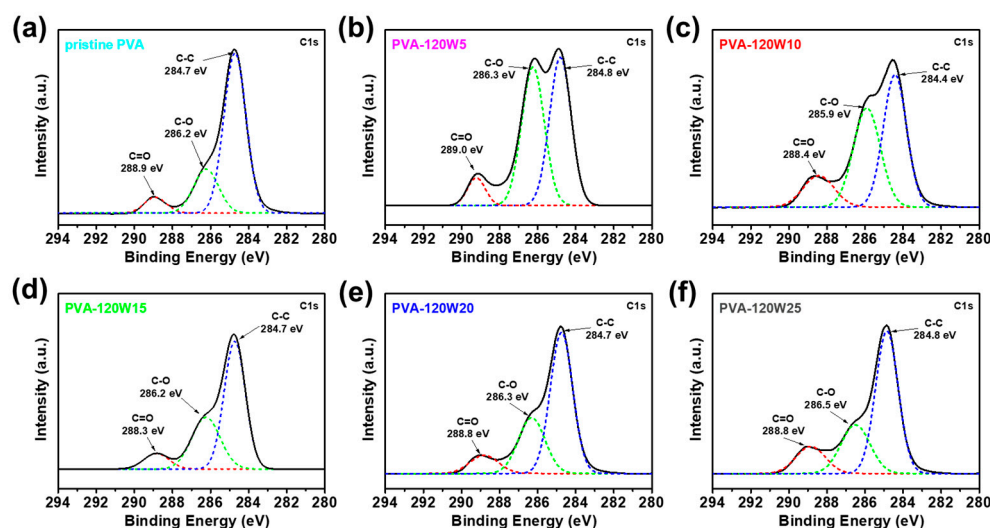 (a)
pristine PVA
C1s
C-C
284.7 eV
C-O
286.2 eV
C=O
288.9 eV
Intensity (a.u.)
294 292 290 288 286 284 282 280
Binding Energy (eV)
(b)
PVA-120W5
C1s
C-O
286.3 eV
C-C
284.8 eV
C=O
289.0 eV
Intensity (a.u.)
294 292 290 288 286 284 282 280
Binding Energy (eV)
(c)
PVA-120W10
C1s
C-C
284.4 eV
C-O
285.9 eV
C=O
288.4 eV
Intensity (a.u.)
294 292 290 288 286 284 282 280
Binding Energy (eV)
(d)
PVA-120W15
C1s
C-C
284.7 eV
C-O
286.2 eV
C=O
288.3 eV
Intensity (a.u.)
294 292 290 288 286 284 282 280
Binding Energy (eV)
(e)
PVA-120W20
C1s
C-C
284.7 eV
C-O
286.3 eV
C=O
288.8 eV
Intensity (a.u.)
294 292 290 288 286 284 282 280
Binding Energy (eV)
(f)
PVA-120W25
C1s
C-C
284.8 eV
C-O
286.5 eV
C=O
288.8 eV
Intensity (a.u.)
294 292 290 288 286 284 282 280
Binding Energy (eV)